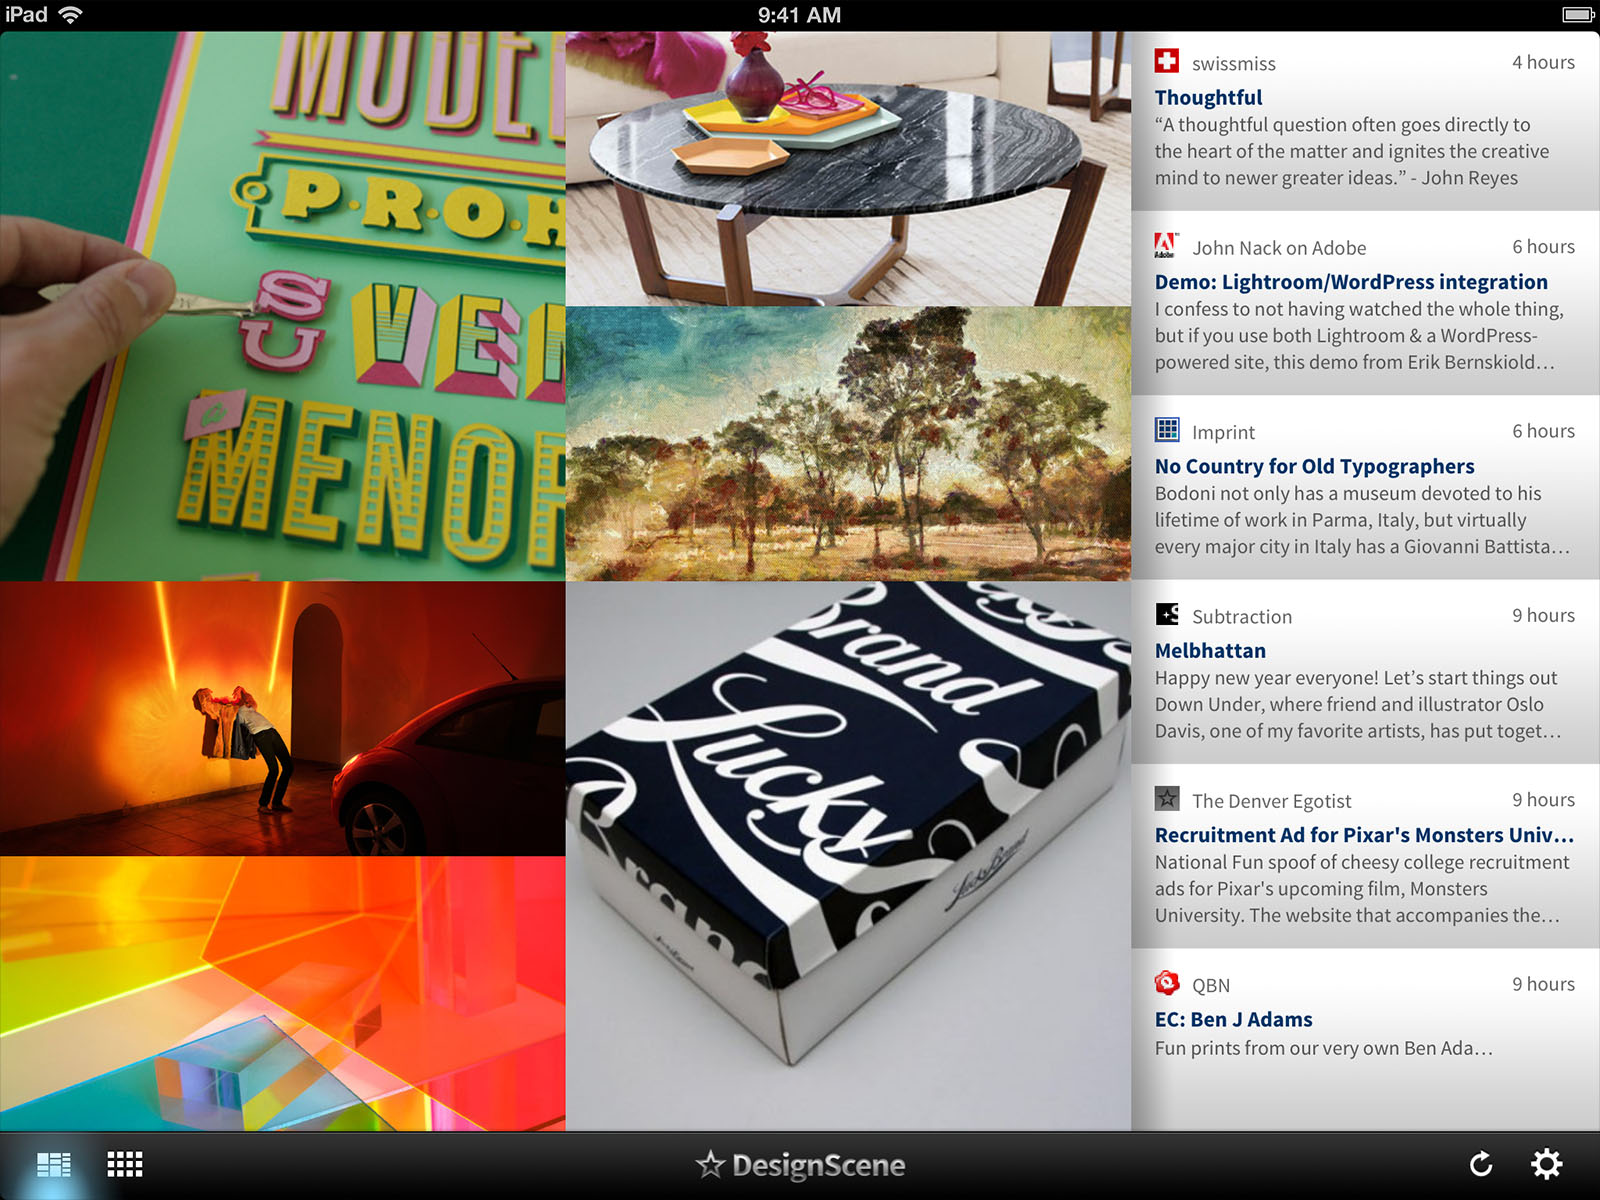 iPad
9:41 AM
MODE
P·R·O
SU
VE
a
MENO
Brand
Lucky
Bran
Lucky Brand
swissmiss
4 hours
Thoughtful
“A thoughtful question often goes directly to
the heart of the matter and ignites the creative
mind to newer greater ideas.” - John Reyes
Adobe
John Nack on Adobe
6 hours
Demo: Lightroom/WordPress integration
I confess to not having watched the whole thing,
but if you use both Lightroom & a WordPress-
powered site, this demo from Erik Bernskiold…
Imprint
6 hours
No Country for Old Typographers
Bodoni not only has a museum devoted to his
lifetime of work in Parma, Italy, but virtually
every major city in Italy has a Giovanni Battista…
Subtraction
9 hours
Melbhattan
Happy new year everyone! Let’s start things out
Down Under, where friend and illustrator Oslo
Davis, one of my favorite artists, has put toget…
The Denver Egotist
9 hours
Recruitment Ad for Pixar's Monsters Univ…
National Fun spoof of cheesy college recruitment
ads for Pixar's upcoming film, Monsters
University. The website that accompanies the…
QBN
9 hours
EC: Ben J Adams
Fun prints from our very own Ben Ada…
DesignScene